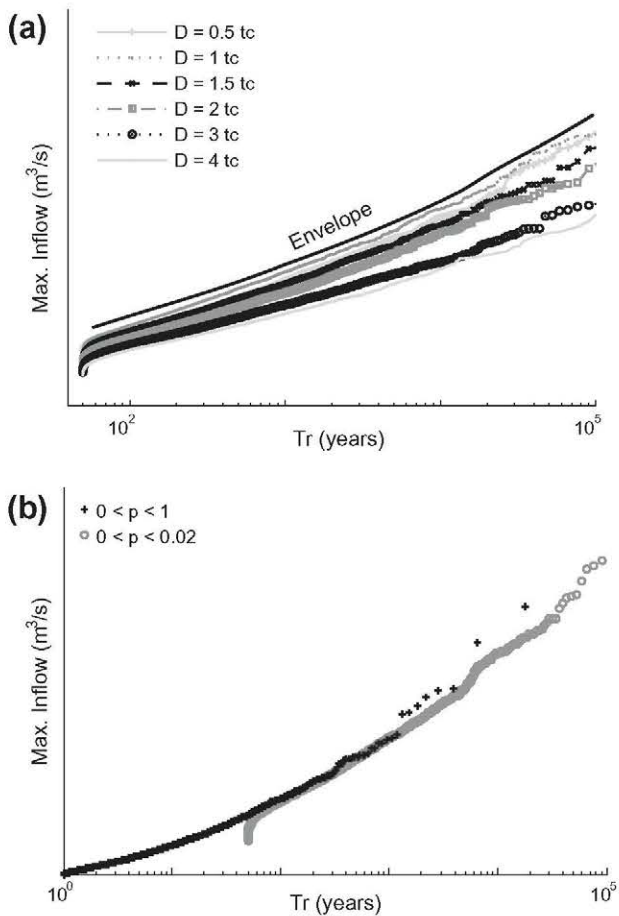 (a)
D = 0.5 tc
D = 1 tc
D = 1.5 tc
D = 2 tc
D = 3 tc
D = 4 tc
Envelope
Max. Inflow (m³/s)
10²
10⁵
Tr (years)
(b)
0 < p < 1
0 < p < 0.02
Max. Inflow (m³/s)
10⁰
10⁵
Tr (years)